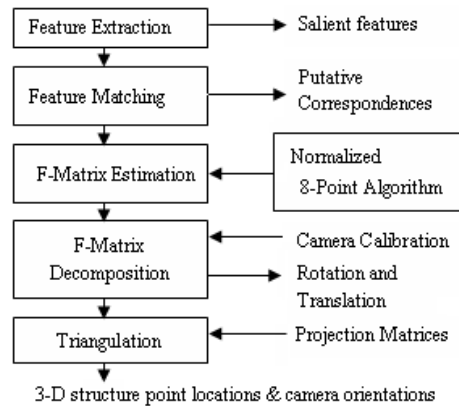 Feature Extraction
Salient features
Feature Matching
Putative
Correspondences
F-Matrix Estimation
Normalized
8-Point Algorithm
F-Matrix
Decomposition
Camera Calibration
Rotation and
Translation
Triangulation
Projection Matrices
3-D structure point locations & camera orientations